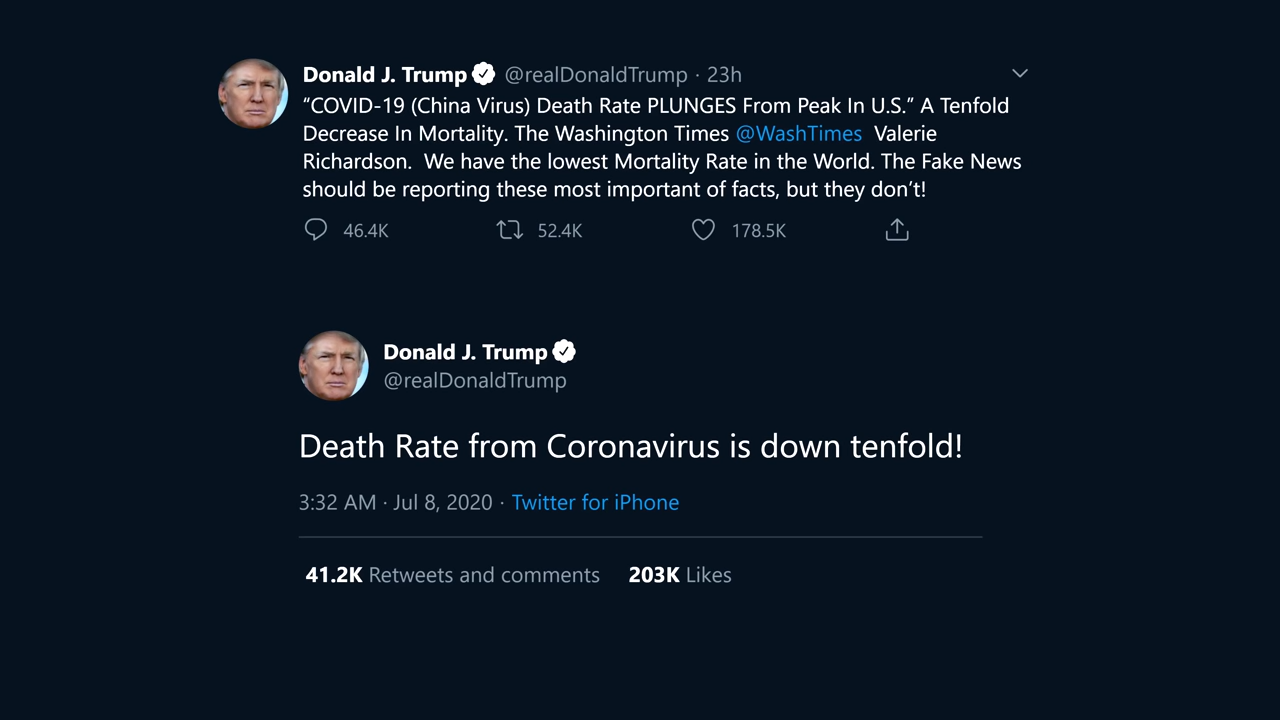 Donald J. Trump @realDonaldTrump · 23h
“COVID-19 (China Virus) Death Rate PLUNGES From Peak In U.S.” A Tenfold
Decrease In Mortality. The Washington Times @WashTimes  Valerie
Richardson.  We have the lowest Mortality Rate in the World. The Fake News
should be reporting these most important of facts, but they don’t!
46.4K 52.4K 178.5K
Donald J. Trump
@realDonaldTrump
Death Rate from Coronavirus is down tenfold!
3:32 AM · Jul 8, 2020 · Twitter for iPhone
41.2K Retweets and comments 203K Likes